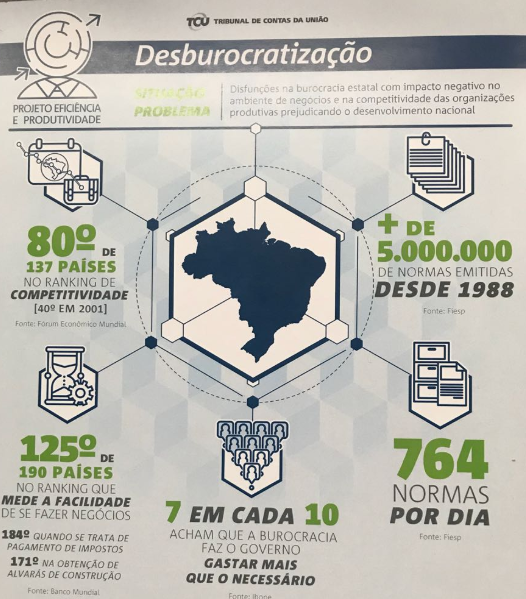 TCU TRIBUNAL DE CONTAS DA UNIÃO
Desburocratização
PROJETO EFICIÊNCIA
E PRODUTIVIDADE
SITUAÇÃO
PROBLEMA
Disfunções na burocracia estatal com impacto negativo no
ambiente de negócios e na competitividade das organizações
produtivas prejudicando o desenvolvimento nacional
80º DE
137 PAÍSES
NO RANKING DE
COMPETITIVIDADE
[40º EM 2001]
Fonte: Fórum Econômico Mundial
+ DE
5.000.000
DE NORMAS EMITIDAS
DESDE 1988
Fonte: Fiesp
125º DE
190 PAÍSES
NO RANKING QUE
MEDE A FACILIDADE
DE SE FAZER NEGÓCIOS
184º QUANDO SE TRATA DE
PAGAMENTO DE IMPOSTOS
171º NA OBTENÇÃO DE
ALVARÁS DE CONSTRUÇÃO
Fonte: Banco Mundial
7 EM CADA 10
ACHAM QUE A BUROCRACIA
FAZ O GOVERNO
GASTAR MAIS
QUE O NECESSÁRIO
Fonte: Ibope
764
NORMAS
POR DIA
Fonte: Fiesp